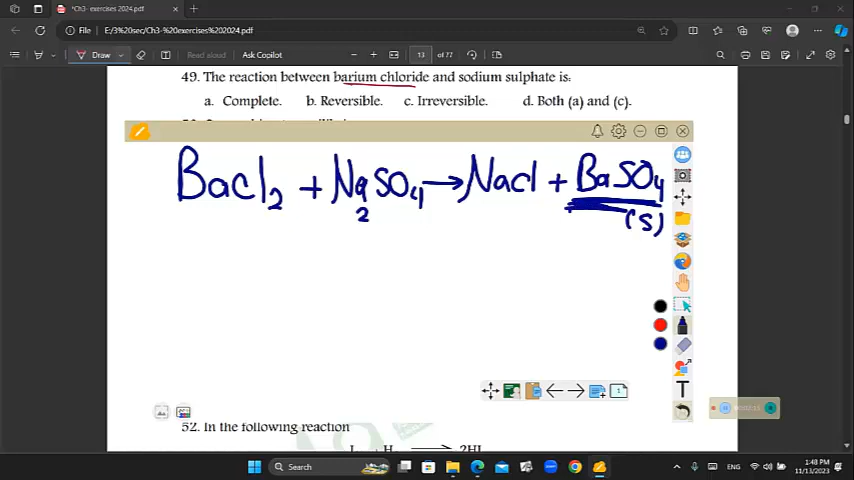 *Ch3- exercises 2024.pdf
File E:/3%20sec/Ch3-%20exercises%202024.pdf
Draw Read aloud Ask Copilot 13 of 77
49. The reaction between barium chloride and sodium sulphate is:
a. Complete. b. Reversible. c. Irreversible. d. Both (a) and (c).
BaCl2 + Na2SO4 → NaCl + BaSO4 (S)
T
1
52. In the following reaction
Search
ENG
1:48 PM
11/13/2023